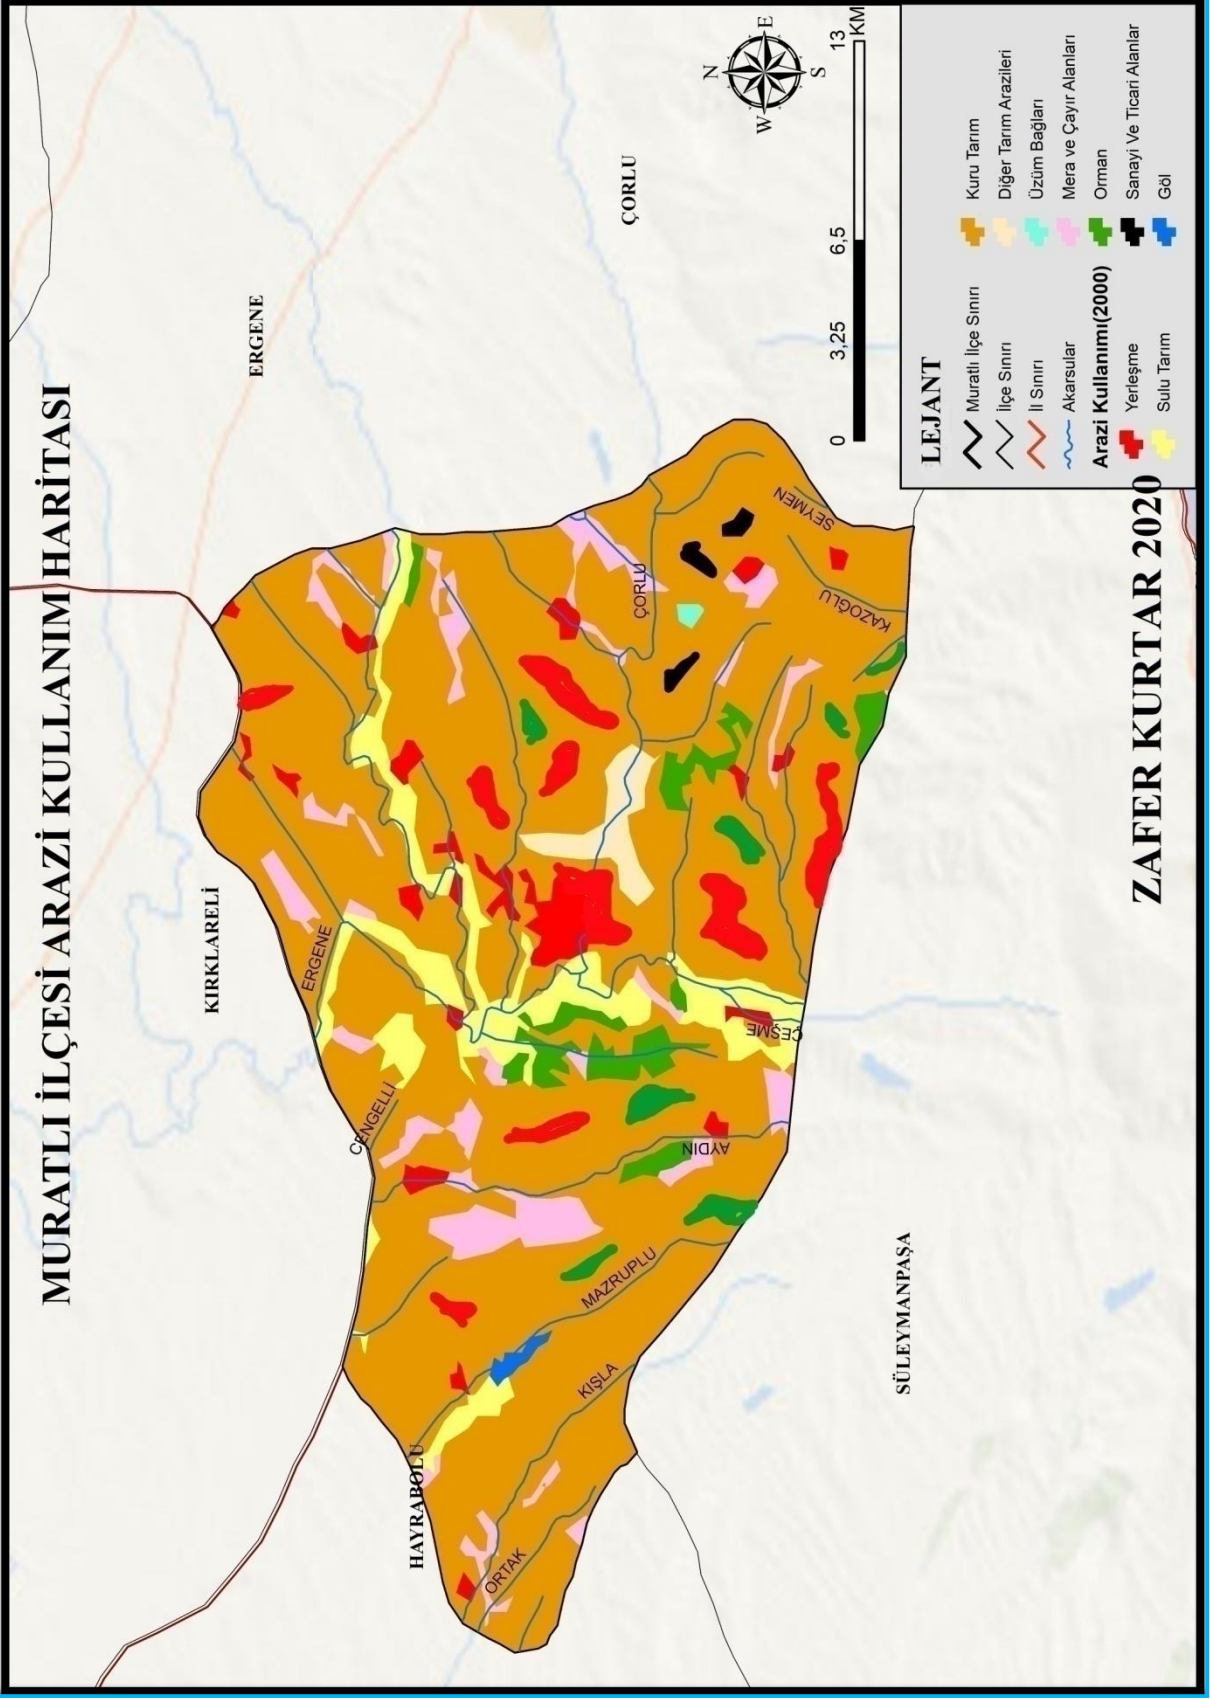 MURATLI İLÇESİ ARAZİ KULLANIM HARİTASI
KIRKLARELİ
ERGENE
ÇORLU
HAYRABOLU
SÜLEYMANPAŞA
ERGENE
ÇENGELLİ
ÇORLU
SEYMEN
KAZOĞLU
ÇEŞME
AYDIN
MAZRUPLU
KIŞLA
ORTAK
N
W
E
S
0 3,25 6,5 13
KM
LEJANT
Muratlı İlçe Sınırı
İlçe Sınırı
İl Sınırı
Akarsular
Arazi Kullanımı(2000)
Yerleşme
Sulu Tarım
Kuru Tarım
Diğer Tarım Arazileri
Üzüm Bağları
Mera ve Çayır Alanları
Orman
Sanayi Ve Ticari Alanlar
Göl
ZAFER KURTAR 2020